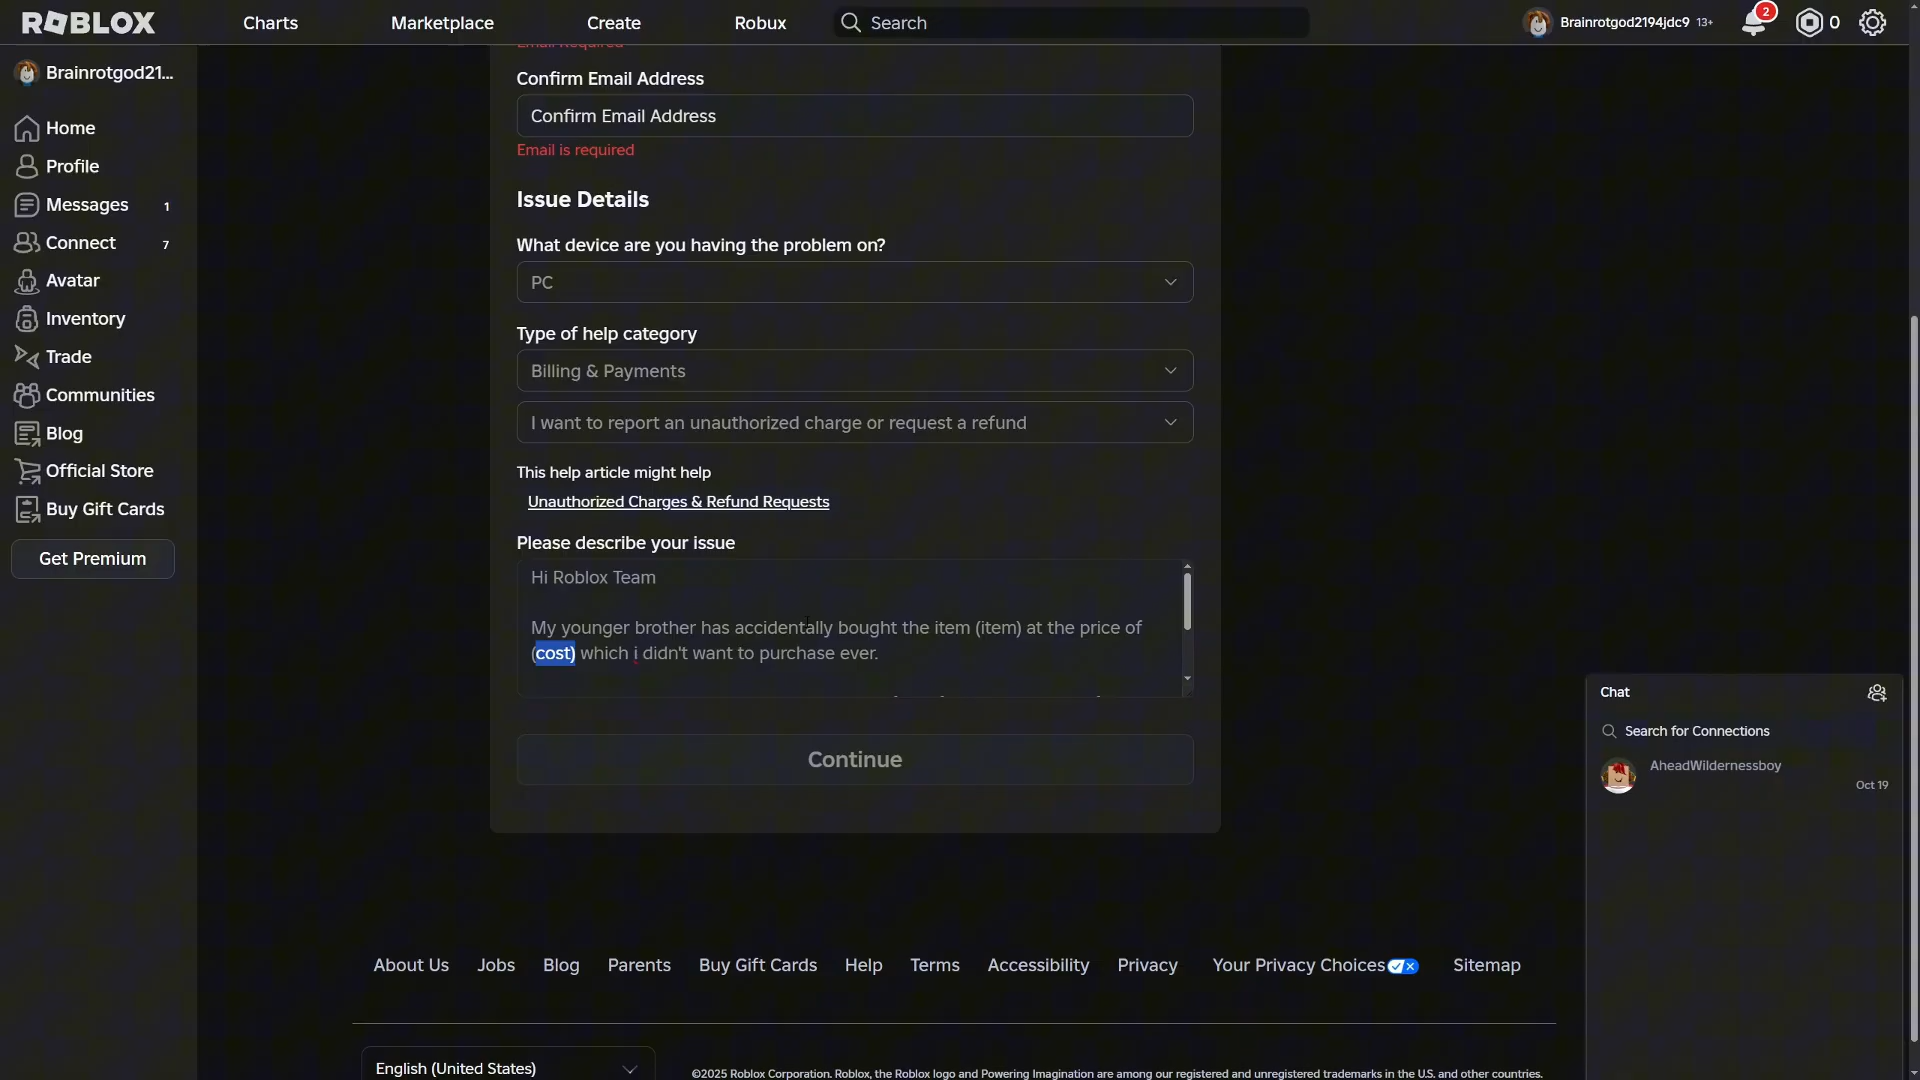 ROBLOX
Charts
Marketplace
Create
Robux
Search
Brainrotgod2194jdc9 13+
2
0
Brainrotgod21...
Home
Profile
Messages 1
Connect 7
Avatar
Inventory
Trade
Communities
Blog
Official Store
Buy Gift Cards
Get Premium
Email Required
Confirm Email Address
Confirm Email Address
Email is required
Issue Details
What device are you having the problem on?
PC
Type of help category
Billing & Payments
I want to report an unauthorized charge or request a refund
This help article might help
Unauthorized Charges & Refund Requests
Please describe your issue
Hi Roblox Team
My younger brother has accidentally bought the item (item) at the price of
(cost) which i didn't want to purchase ever.
Continue
Chat
Search for Connections
AheadWildernessboy
Oct 19
About Us
Jobs
Blog
Parents
Buy Gift Cards
Help
Terms
Accessibility
Privacy
Your Privacy Choices
Sitemap
English (United States)
©2025 Roblox Corporation. Roblox, the Roblox logo and Powering Imagination are among our registered and unregistered trademarks in the U.S. and other countries.